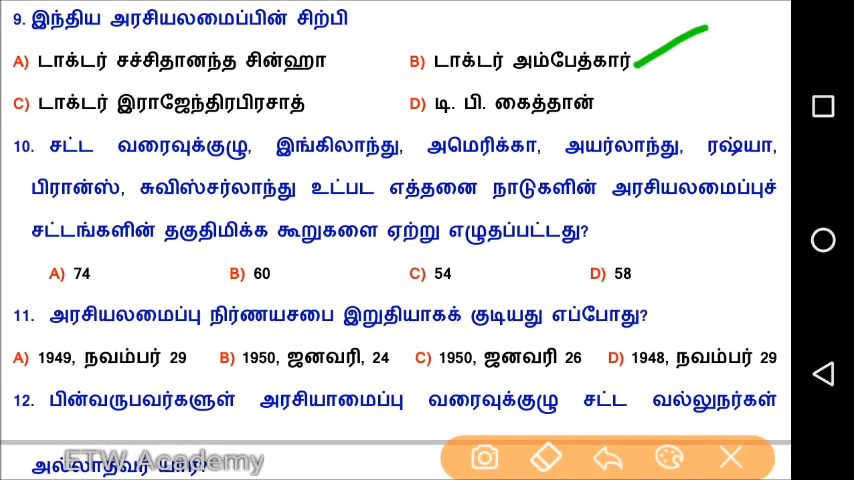 9. இந்திய அரசியலமைப்பின் சிற்பி
A) டாக்டர் சச்சிதானந்த சின்ஹா B) டாக்டர் அம்பேத்கார்
C) டாக்டர் இராஜேந்திரபிரசாத் D) டி. பி. கைத்தான்
10. சட்ட வரைவுக்குழு, இங்கிலாந்து, அமெரிக்கா, அயர்லாந்து, ரஷ்யா,
பிரான்ஸ், சுவிஸ்சர்லாந்து உட்பட எத்தனை நாடுகளின் அரசியலமைப்புச்
சட்டங்களின் தகுதிமிக்க கூறுகளை ஏற்று எழுதப்பட்டது?
A) 74 B) 60 C) 54 D) 58
11. அரசியலமைப்பு நிர்ணயசபை இறுதியாகக் குடியது எப்போது?
A) 1949, நவம்பர் 29 B) 1950, ஜனவரி, 24 C) 1950, ஜனவரி 26 D) 1948, நவம்பர் 29
12. பின்வருபவர்களுள் அரசியாமைப்பு வரைவுக்குழு சட்ட வல்லுநர்கள்
அல்லாதவர் யார்?
ETW Academy